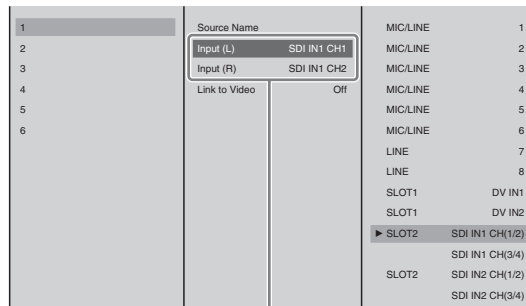 1
2
3
4
5
6
Source Name
Input (L) SDI IN1 CH1
Input (R) SDI IN1 CH2
Link to Video Off
MIC/LINE 1
MIC/LINE 2
MIC/LINE 3
MIC/LINE 4
MIC/LINE 5
MIC/LINE 6
LINE 7
LINE 8
SLOT1 DV IN1
SLOT1 DV IN2
▶ SLOT2 SDI IN1 CH(1/2)
SDI IN1 CH(3/4)
SLOT2 SDI IN2 CH(1/2)
SDI IN2 CH(3/4)